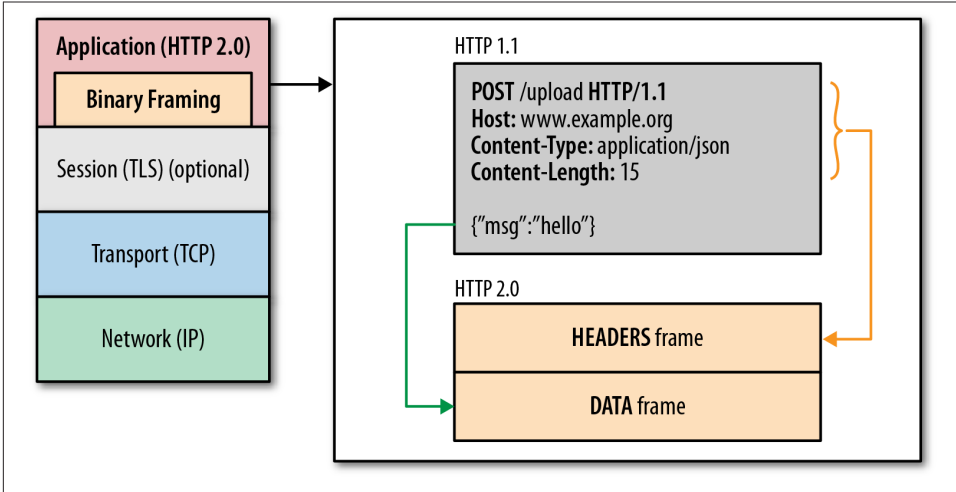 Application (HTTP 2.0)
Binary Framing
Session (TLS) (optional)
Transport (TCP)
Network (IP)
HTTP 1.1
POST /upload HTTP/1.1
Host: www.example.org
Content-Type: application/json
Content-Length: 15
{”msg”:”hello”}
HTTP 2.0
HEADERS frame
DATA frame